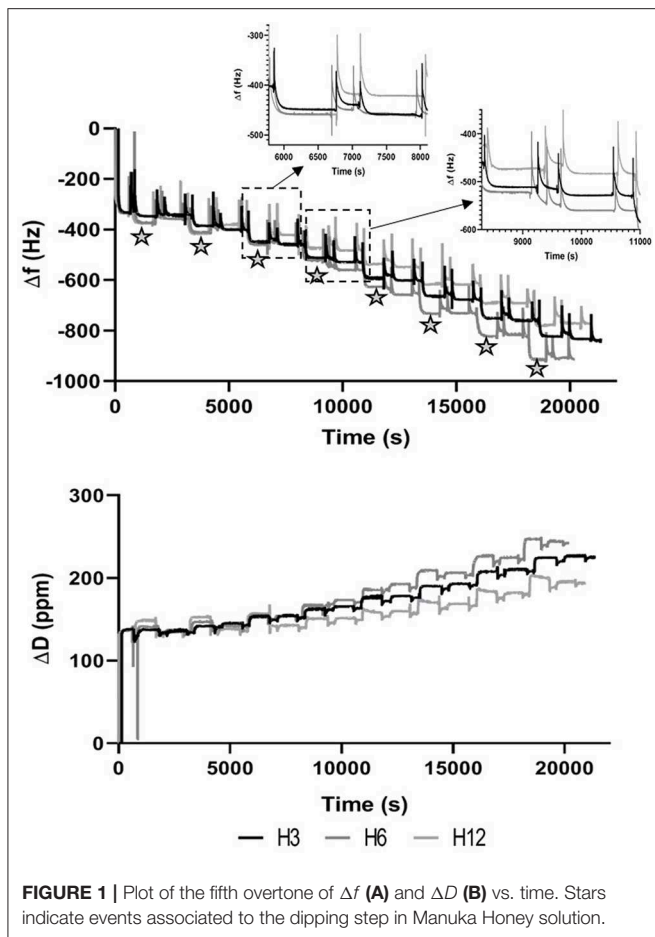 -300
-400
-500
Δf (Hz)
6000 6500 7000 7500 8000
Time (s)
-400
-500
-600
Δf (Hz)
9000 10000 11000
Time (s)
0
-200
-400
-600
-800
-1000
Δf (Hz)
0 5000 10000 15000 20000
Time (s)
300
200
100
0
ΔD (ppm)
0 5000 10000 15000 20000
Time (s)
H3 H6 H12
FIGURE 1 | Plot of the fifth overtone of Δf (A) and ΔD (B) vs. time. Stars
indicate events associated to the dipping step in Manuka Honey solution.